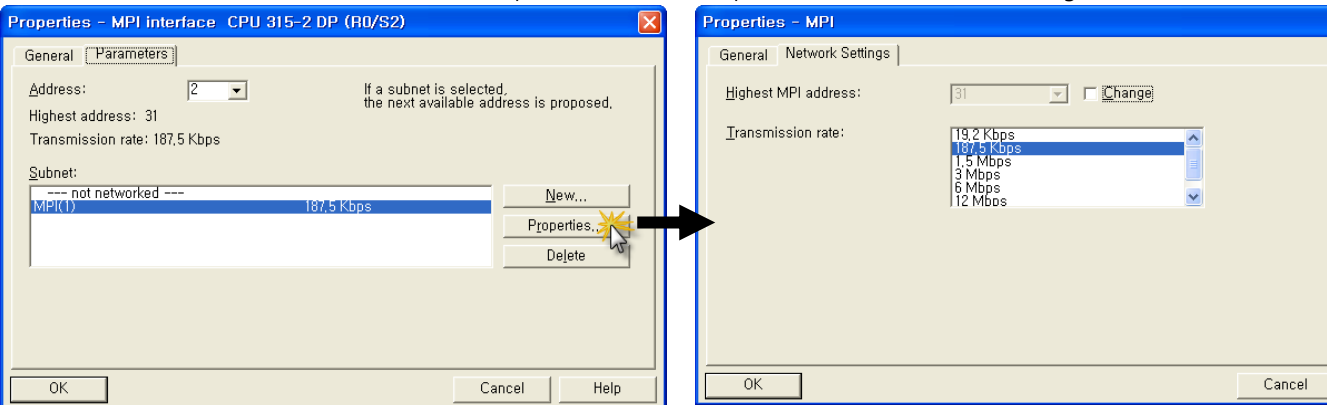 Properties - MPI interface CPU 315-2 DP (R0/S2)
General Parameters
Address: 2
If a subnet is selected,
the next available address is proposed.
Highest address: 31
Transmission rate: 187,5 Kbps
Subnet:
--- not networked ---
MPI(1) 187,5 Kbps
New...
Properties...
Delete
OK Cancel Help
Properties - MPI
General Network Settings
Highest MPI address: 31 Change
Transmission rate:
19,2 Kbps
187,5 Kbps
1,5 Mbps
3 Mbps
6 Mbps
12 Mbps
OK Cancel